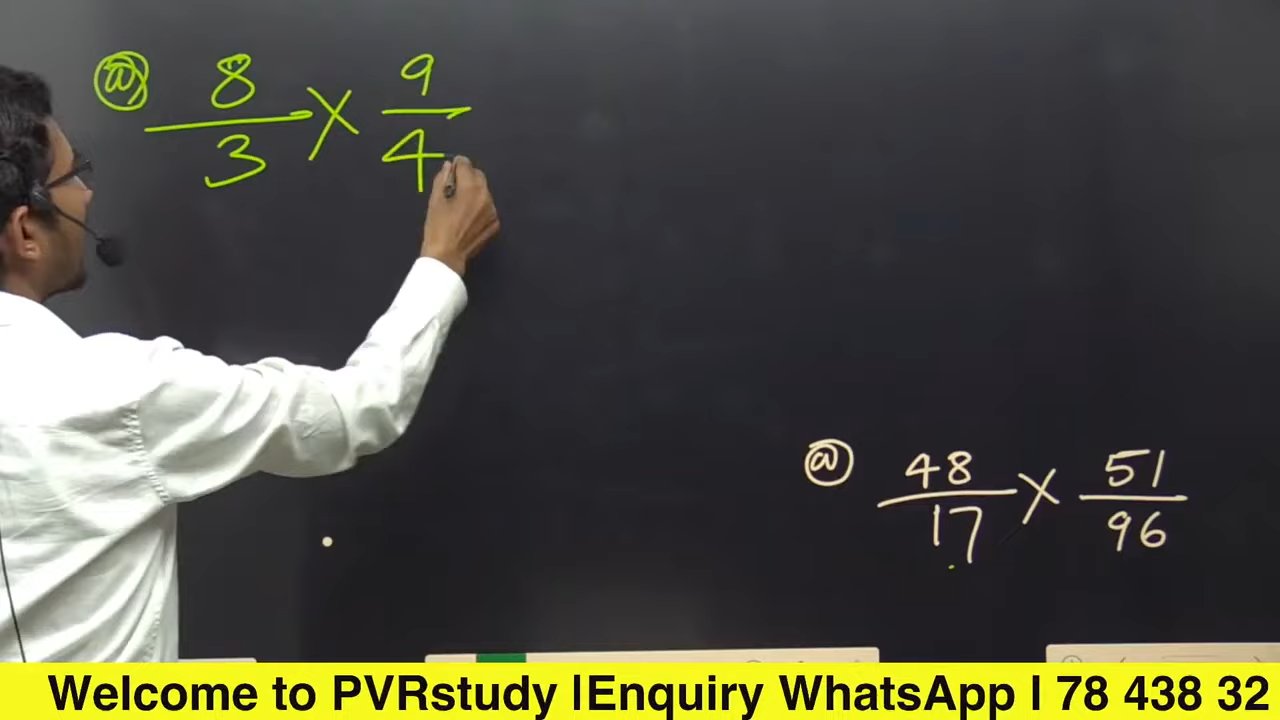 @ 8/3 × 9/4
@ 48/17 × 51/96
Welcome to PVRstudy |Enquiry WhatsApp | 78 438 32